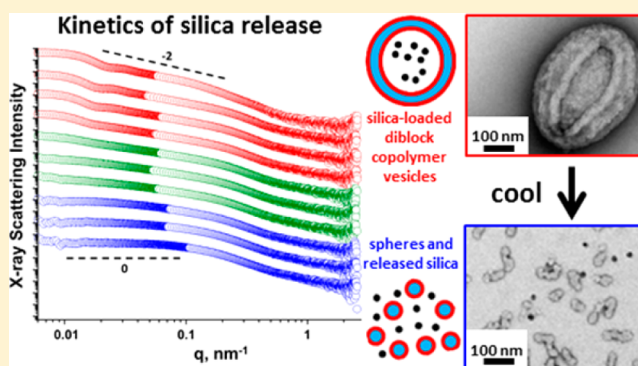 Kinetics of silica release
-2
X-ray Scattering Intensity
0
0.01
0.1
1
q, nm⁻¹
silica-loaded
diblock
copolymer
vesicles
100 nm
cool
spheres and
released silica
100 nm